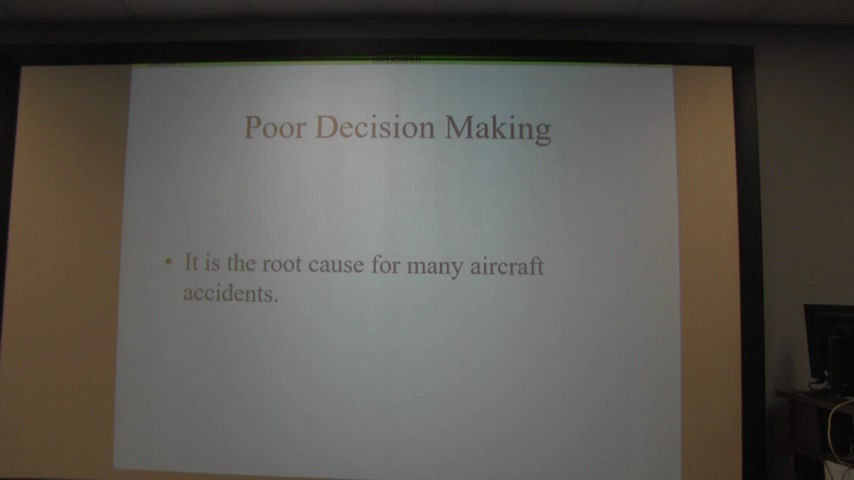 Poor Decision Making
• It is the root cause for many aircraft
accidents.